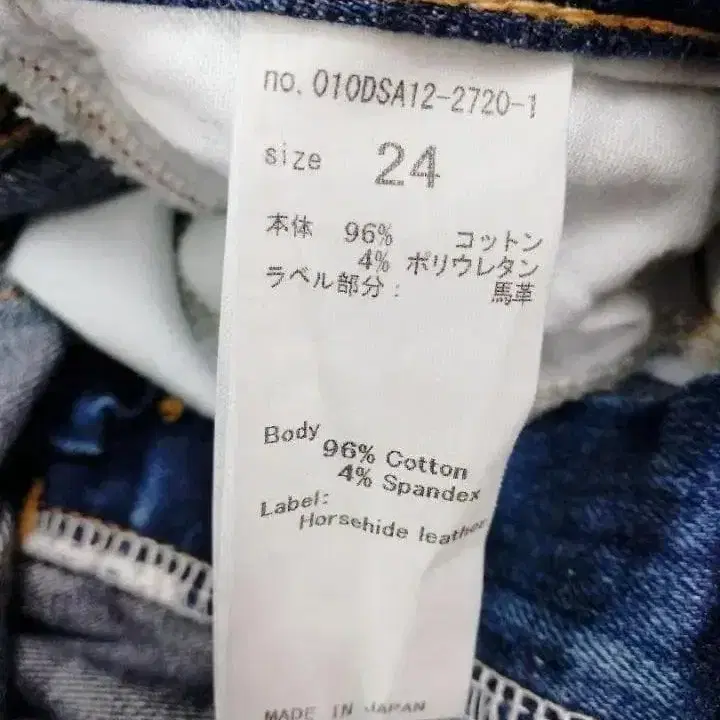 no. 010DSA12-2720-1
size 24
本体 96% コットン
4% ポリウレタン
ラベル部分: 馬革
Body
96% Cotton
4% Spandex
Label:
Horsehide leather
MADE IN JAPAN